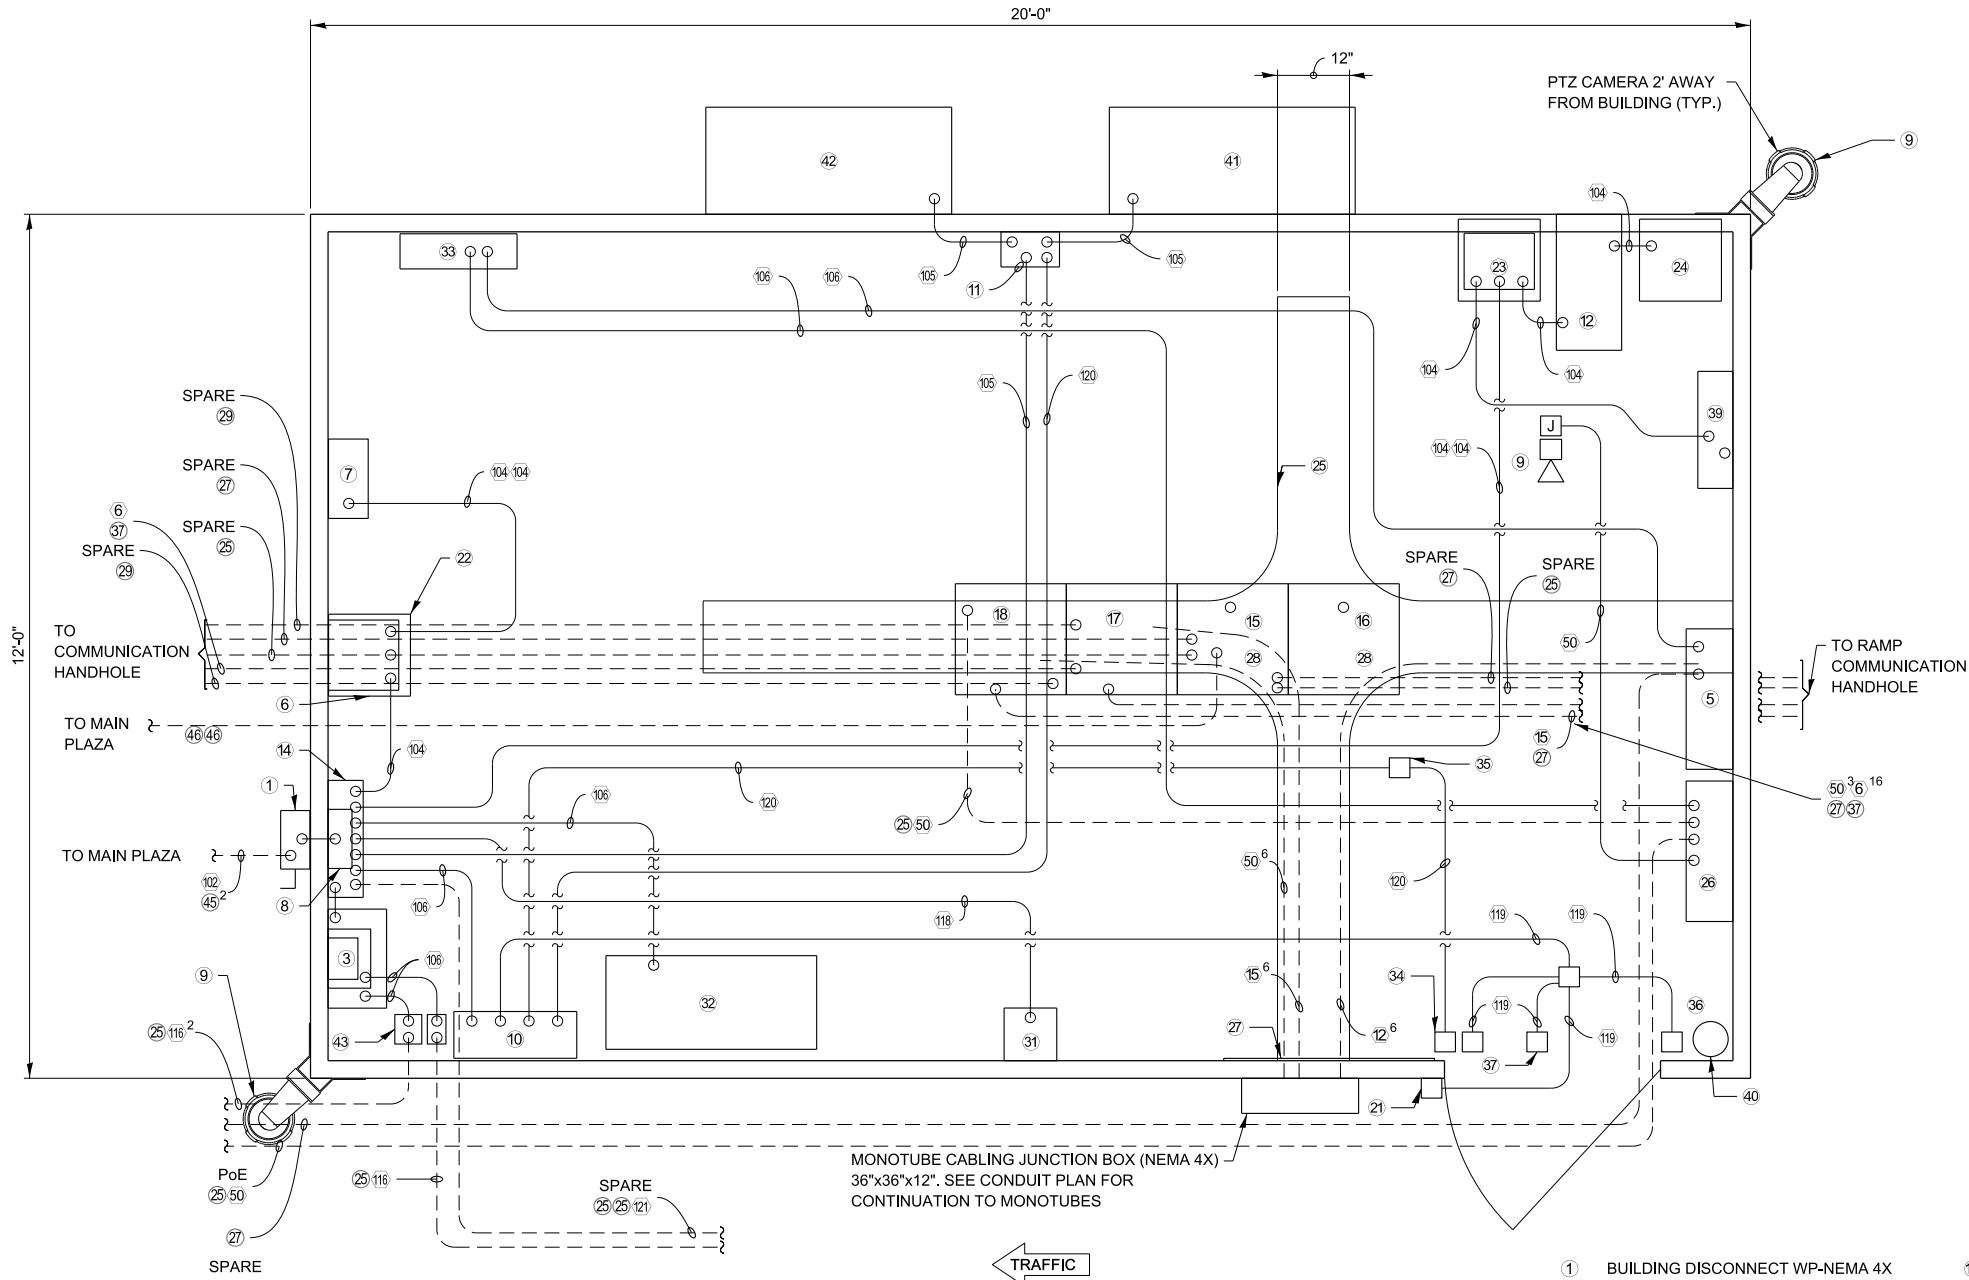 20'-0"
12"
PTZ CAMERA 2' AWAY
FROM BUILDING (TYP.)
9
42
41
104
33
105
105
23
24
106
106
11
12
12'-0"
104
104
105
120
39
SPARE
29
J
7
104 104
104 104
9
25
SPARE
27
6
37
SPARE
25
SPARE
29
22
SPARE
27
SPARE
25
18
17
15
16
50
TO
COMMUNICATION
HANDHOLE
28
28
TO RAMP
COMMUNICATION
HANDHOLE
6
5
TO MAIN
PLAZA
46 46
14
104
15
27
1
35
106
120
50 3 6 16
27 37
25 50
TO MAIN PLAZA
50 6
120
102
45 2
8
106
118
26
119
119
3
106
9
15 6
34
32
36
119
25 116 2
43
10
31
27
12 6
37
119
9
21
40
PoE
25 50
MONOTUBE CABLING JUNCTION BOX (NEMA 4X)
36"x36"x12". SEE CONDUIT PLAN FOR
CONTINUATION TO MONOTUBES
25 116
SPARE
25 25 121
27
SPARE
TRAFFIC
1 BUILDING DISCONNECT WP-NEMA 4X